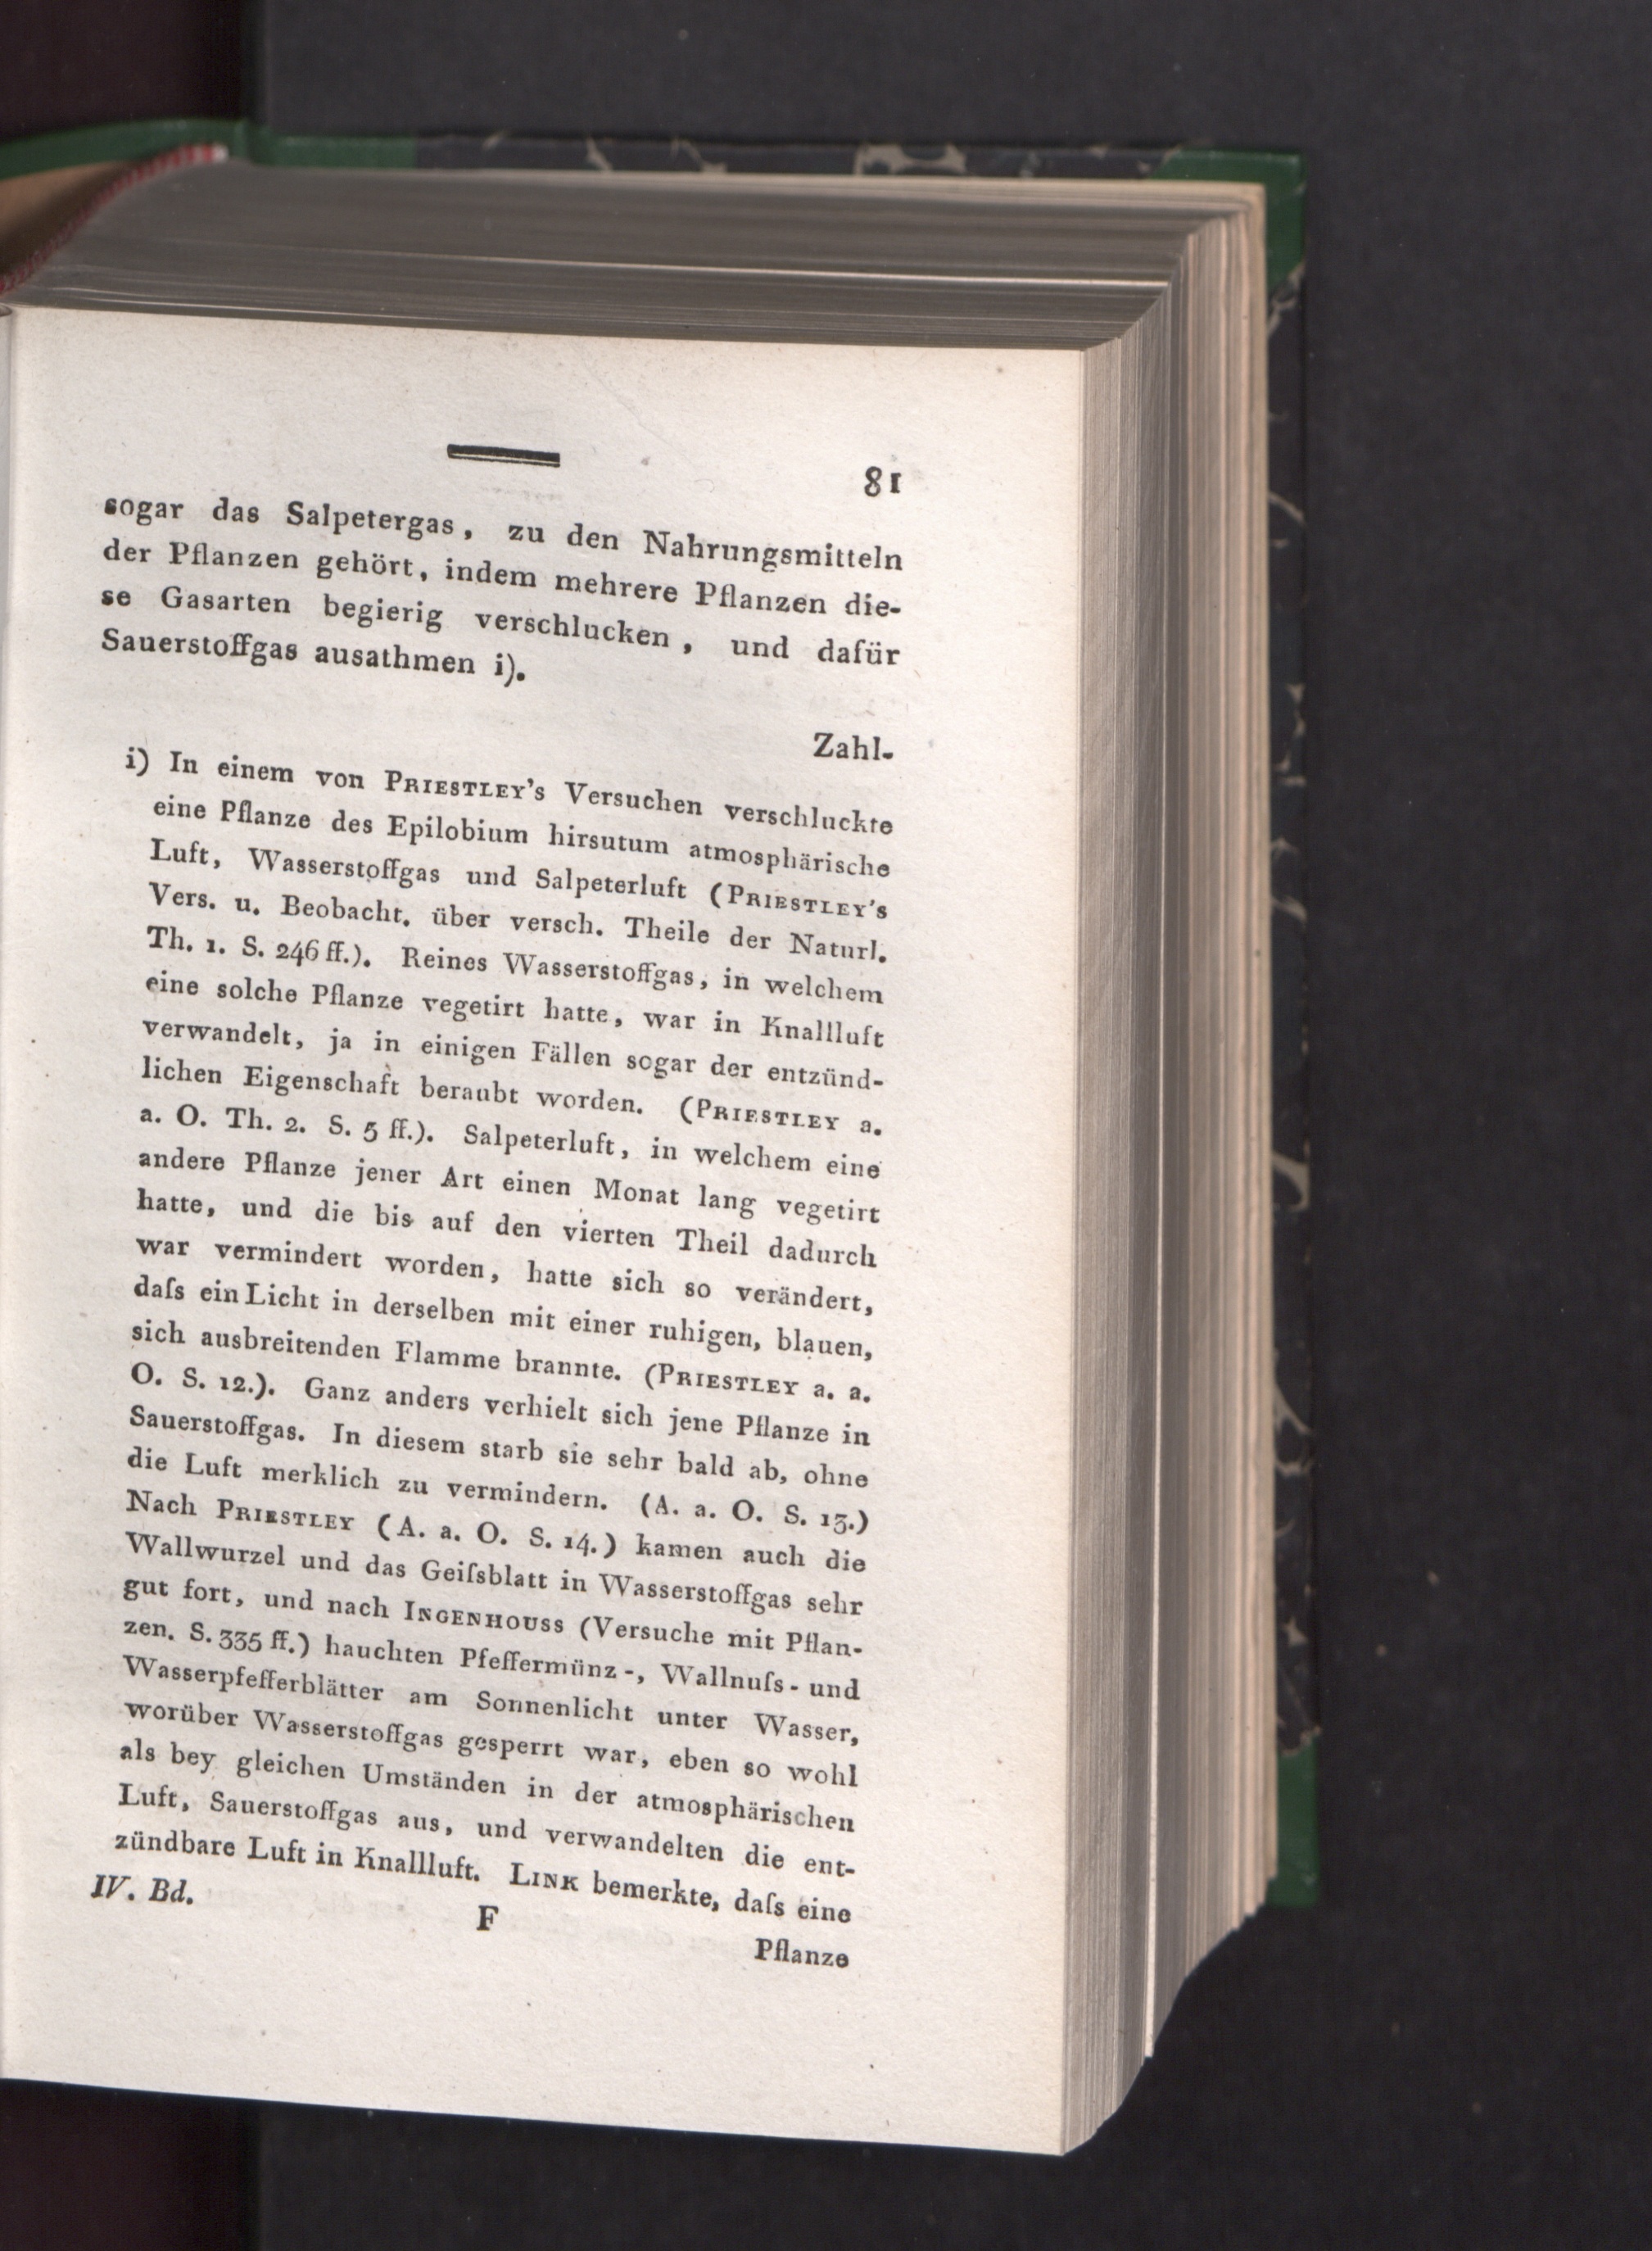 81
sogar das Salpetergas, zu den Nahrungsmitteln
der Pflanzen gehört, indem mehrere Pflanzen die-
se Gasarten begierig verschlucken, und dafür
Sauerstoffgas ausathmen i).
Zahl-
i) In einem von PRIESTLEY's Versuchen verschluckte
eine Pflanze des Epilobium hirsutum atmosphärische
Luft, Wasserstoffgas und Salpeterluft (PRIESTLEY's
Vers. u. Beobacht. über versch. Theile der Naturl.
Th. 1. S. 246 ff.). Reines Wasserstoffgas, in welchem
eine solche Pflanze vegetirt hatte, war in Knallluft
verwandelt, ja in einigen Fällen sogar der entzünd-
lichen Eigenschaft beraubt worden. (PRIESTLEY a.
a. O. Th. 2. S. 5 ff.). Salpeterluft, in welchem eine
andere Pflanze jener Art einen Monat lang vegetirt
hatte, und die bis auf den vierten Theil dadurch
war vermindert worden, hatte sich so verändert,
daſs ein Licht in derselben mit einer ruhigen, blauen,
sich ausbreitenden Flamme brannte. (PRIESTLEY a. a.
O. S. 12.). Ganz anders verhielt sich jene Pflanze in
Sauerstoffgas. In diesem starb sie sehr bald ab, ohne
die Luft merklich zu vermindern. (A. a. O. S. 13.)
Nach PRIESTLEY (A. a. O. S. 14.) kamen auch die
Wallwurzel und das Geiſsblatt in Wasserstoffgas sehr
gut fort, und nach INGENHOUSS (Versuche mit Pflan-
zen. S. 335 ff.) hauchten Pfeffermünz-, Wallnuſs- und
Wasserpfefferblätter am Sonnenlicht unter Wasser,
worüber Wasserstoffgas gesperrt war, eben so wohl
als bey gleichen Umständen in der atmosphärischen
Luft, Sauerstoffgas aus, und verwandelten die ent-
zündbare Luft in Knallluft. LINK bemerkte, daſs eine
IV. Bd.
F
Pflanze